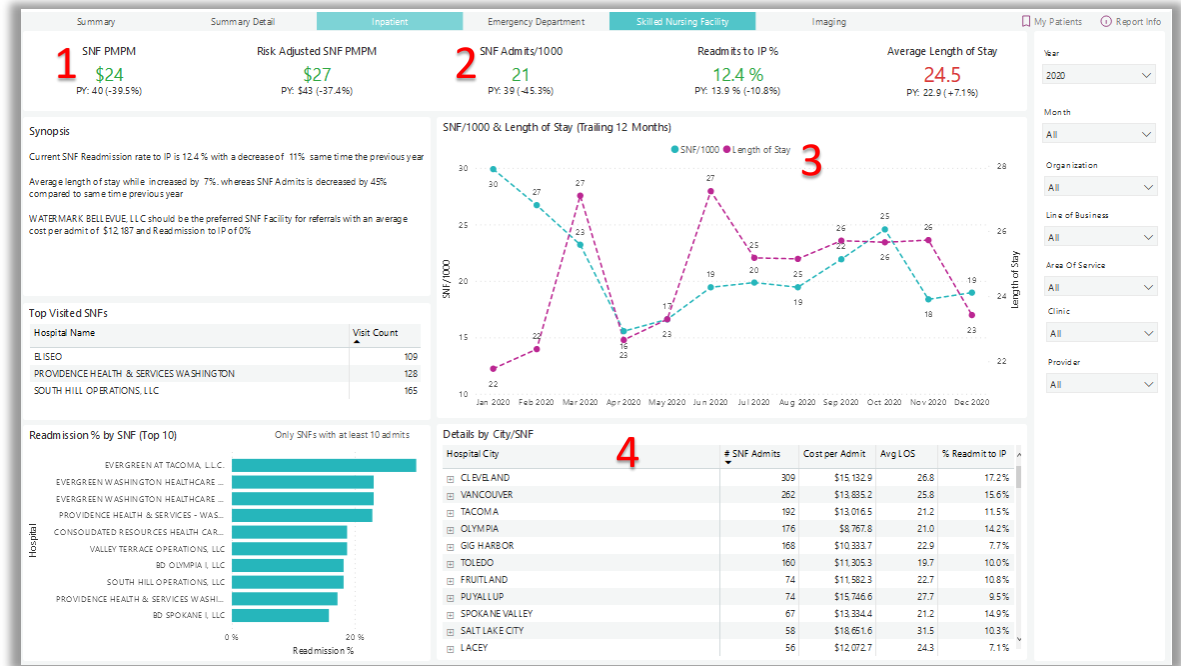 Summary
Summary Detail
Inpatient
Emergency Department
Skilled Nursing Facility
Imaging
My Patients
Report Info
1
SNF PMPM
$24
PY: 40 (-39.5%)
Risk Adjusted SNF PMPM
$27
PY: $43 (-37.4%)
2
SNF Admits/1000
21
PY: 39 (-45.3%)
Readmits to IP %
12.4 %
PY: 13.9 % (-10.8%)
Average Length of Stay
24.5
PY: 22.9 (+7.1%)
Year
2020
Month
All
Organization
All
Line of Business
All
Area Of Service
All
Clinic
All
Provider
All
Synopsis
Current SNF Readmission rate to IP is 12.4 % with a decrease of 11% same time the previous year
Average length of stay while increased by 7%. whereas SNF Admits is decreased by 45%
compared to same time previous year
WATERMARK BELLEVUE, LLC should be the preferred SNF Facility for referrals with an average
cost per admit of $12,187 and Readmission to IP of 0%
SNF/1000 & Length of Stay (Trailing 12 Months)
SNF/1000 Length of Stay
3
30
25
20
15
10
SNF/1000
28
26
24
22
Length of Stay
30
27
23
16
17
19
20
19
22
25
18
19
22
22
27
23
23
27
25
25
26
26
26
23
Jan 2020 Feb 2020 Mar 2020 Apr 2020 May 2020 Jun 2020 Jul 2020 Aug 2020 Sep 2020 Oct 2020 Nov 2020 Dec 2020
Top Visited SNFs
Hospital Name Visit Count
ELISEO 109
PROVIDENCE HEALTH & SERVICES WASHINGTON 128
SOUTH HILL OPERATIONS, LLC 165
Readmission % by SNF (Top 10)
Only SNFs with at least 10 admits
Hospital
EVERGREEN AT TACOMA, L.L.C.
EVERGREEN WASHINGTON HEALTHCARE ...
EVERGREEN WASHINGTON HEALTHCARE ...
PROVIDENCE HEALTH & SERVICES - WAS...
CONSOLIDATED RESOURCES HEALTH CAR...
VALLEY TERRACE OPERATIONS, LLC
BD OLYMPIA I, LLC
SOUTH HILL OPERATIONS, LLC
PROVIDENCE HEALTH & SERVICES WASHI...
BD SPOKANE I, LLC
0 % 20 %
Readmission %
Details by City/SNF
4
Hospital City # SNF Admits Cost per Admit Avg LOS % Readmit to IP
CLEVELAND 309 $15,132.9 26.8 17.2%
VANCOUVER 262 $13,835.2 25.8 15.6%
TACOMA 192 $13,016.5 21.2 11.5%
OLYMPIA 176 $8,767.8 21.0 14.2%
GIG HARBOR 168 $10,333.7 22.9 7.7%
TOLEDO 160 $11,305.3 19.7 10.0%
FRUITLAND 74 $11,582.3 22.7 10.8%
PUYALLUP 74 $15,746.6 27.7 9.5%
SPOKANE VALLEY 67 $13,334.4 21.2 14.9%
SALT LAKE CITY 58 $18,651.6 31.5 10.3%
LACEY 56 $12,072.7 24.3 7.1%